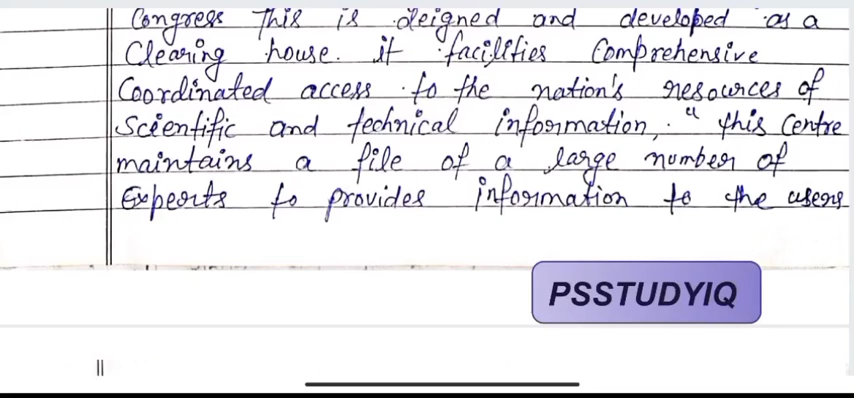 Congress This is deigned and developed as a
Clearing house. it facilities Comprehensive
Coordinated access to the nation's resources of
Scientific and technical information. " this Centre
maintains a file of a large number of
Experts to provides information to the users
PSSTUDYIQ